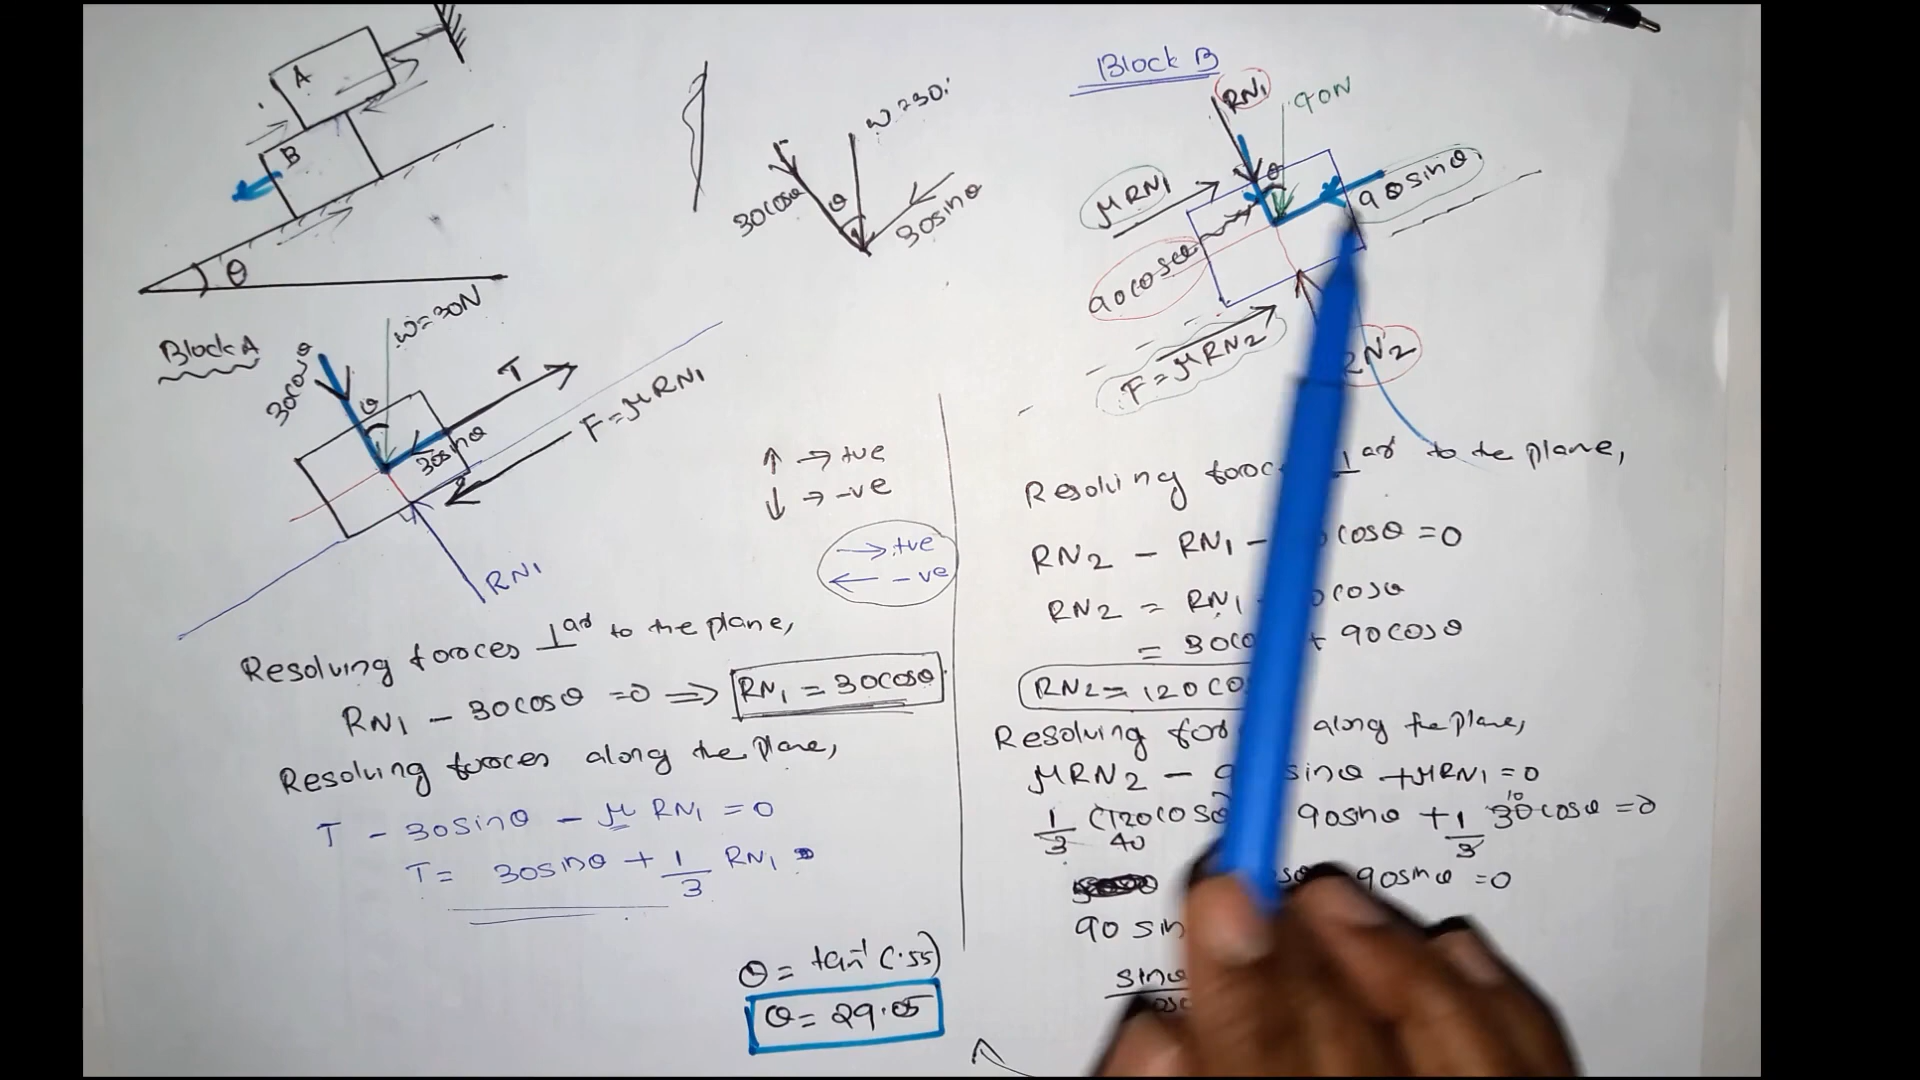 A
B
θ
W=30
30cosθ
θ
30sinθ
Block A
W=30N
30cosθ
θ
T
30sinθ
F=μRN1
RN1
↑ → +ve
↓ → -ve
→ +ve
← -ve
Resolving forces ⊥ar to the plane,
RN1 - 30cosθ =0 => RN1 = 30cosθ
Resolving forces along the plane,
T - 30sinθ - μ RN1 = 0
T= 30sinθ + 1/3 RN1
θ= tan-1 (.55)
θ= 29.05
Block B
RN1
90N
θ
μRN1
90sinθ
90cosθ
F=μRN2
RN2
Resolving ⊥ar to the plane,
RN2 - RN1 - cosθ =0
RN2 = RN1 cosθ
= 30co + 90cosθ
RN2= 120co
Resolving for along the plane,
μRN2 - 9 sinθ +μRN1 = 0
1/3 (120cosθ 90sinθ + 1/3 30cosθ =0
40 10
90sinθ =0
90 sin
sinθ